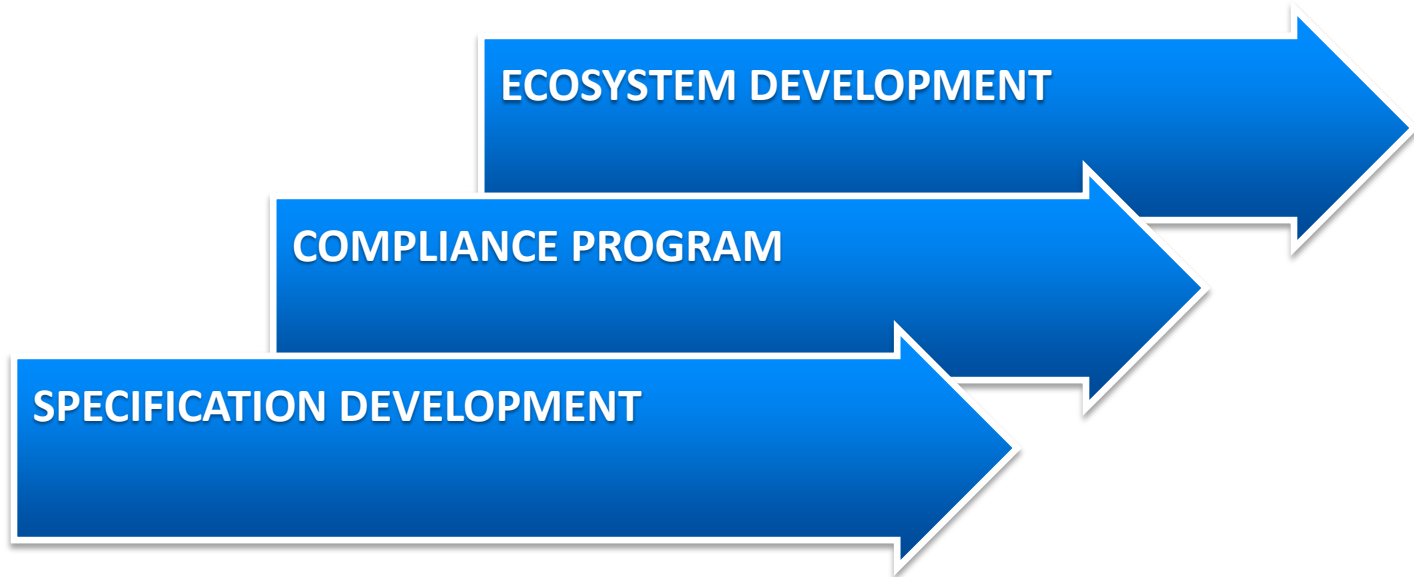 ECOSYSTEM DEVELOPMENT
COMPLIANCE PROGRAM
SPECIFICATION DEVELOPMENT